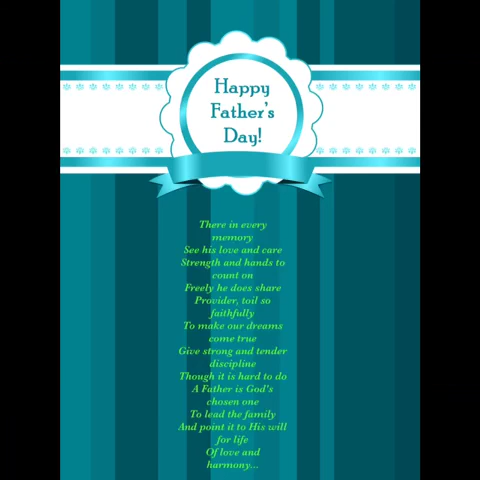 Happy
Father's
Day!
There in every
memory
See his love and care
Strength and hands to
count on
Freely he does share
Provider, toil so
faithfully
To make our dreams
come true
Give strong and tender
discipline
Though it is hard to do
A Father is God's
chosen one
To lead the family
And point it to His will
for life
Of love and
harmony...